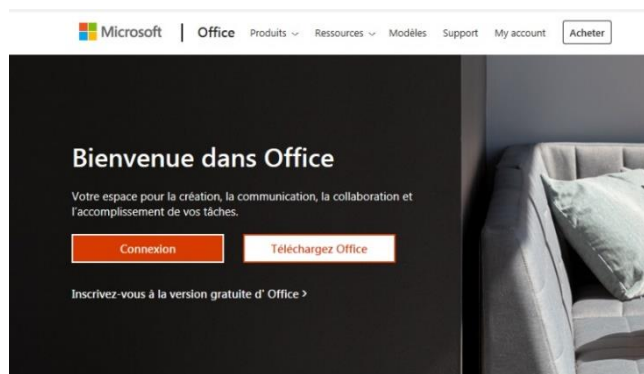 Microsoft | Office Produits Ressources Modèles Support My account Acheter
Bienvenue dans Office
Votre espace pour la création, la communication, la collaboration et
l'accomplissement de vos tâches.
Connexion Téléchargez Office
Inscrivez-vous à la version gratuite d' Office >